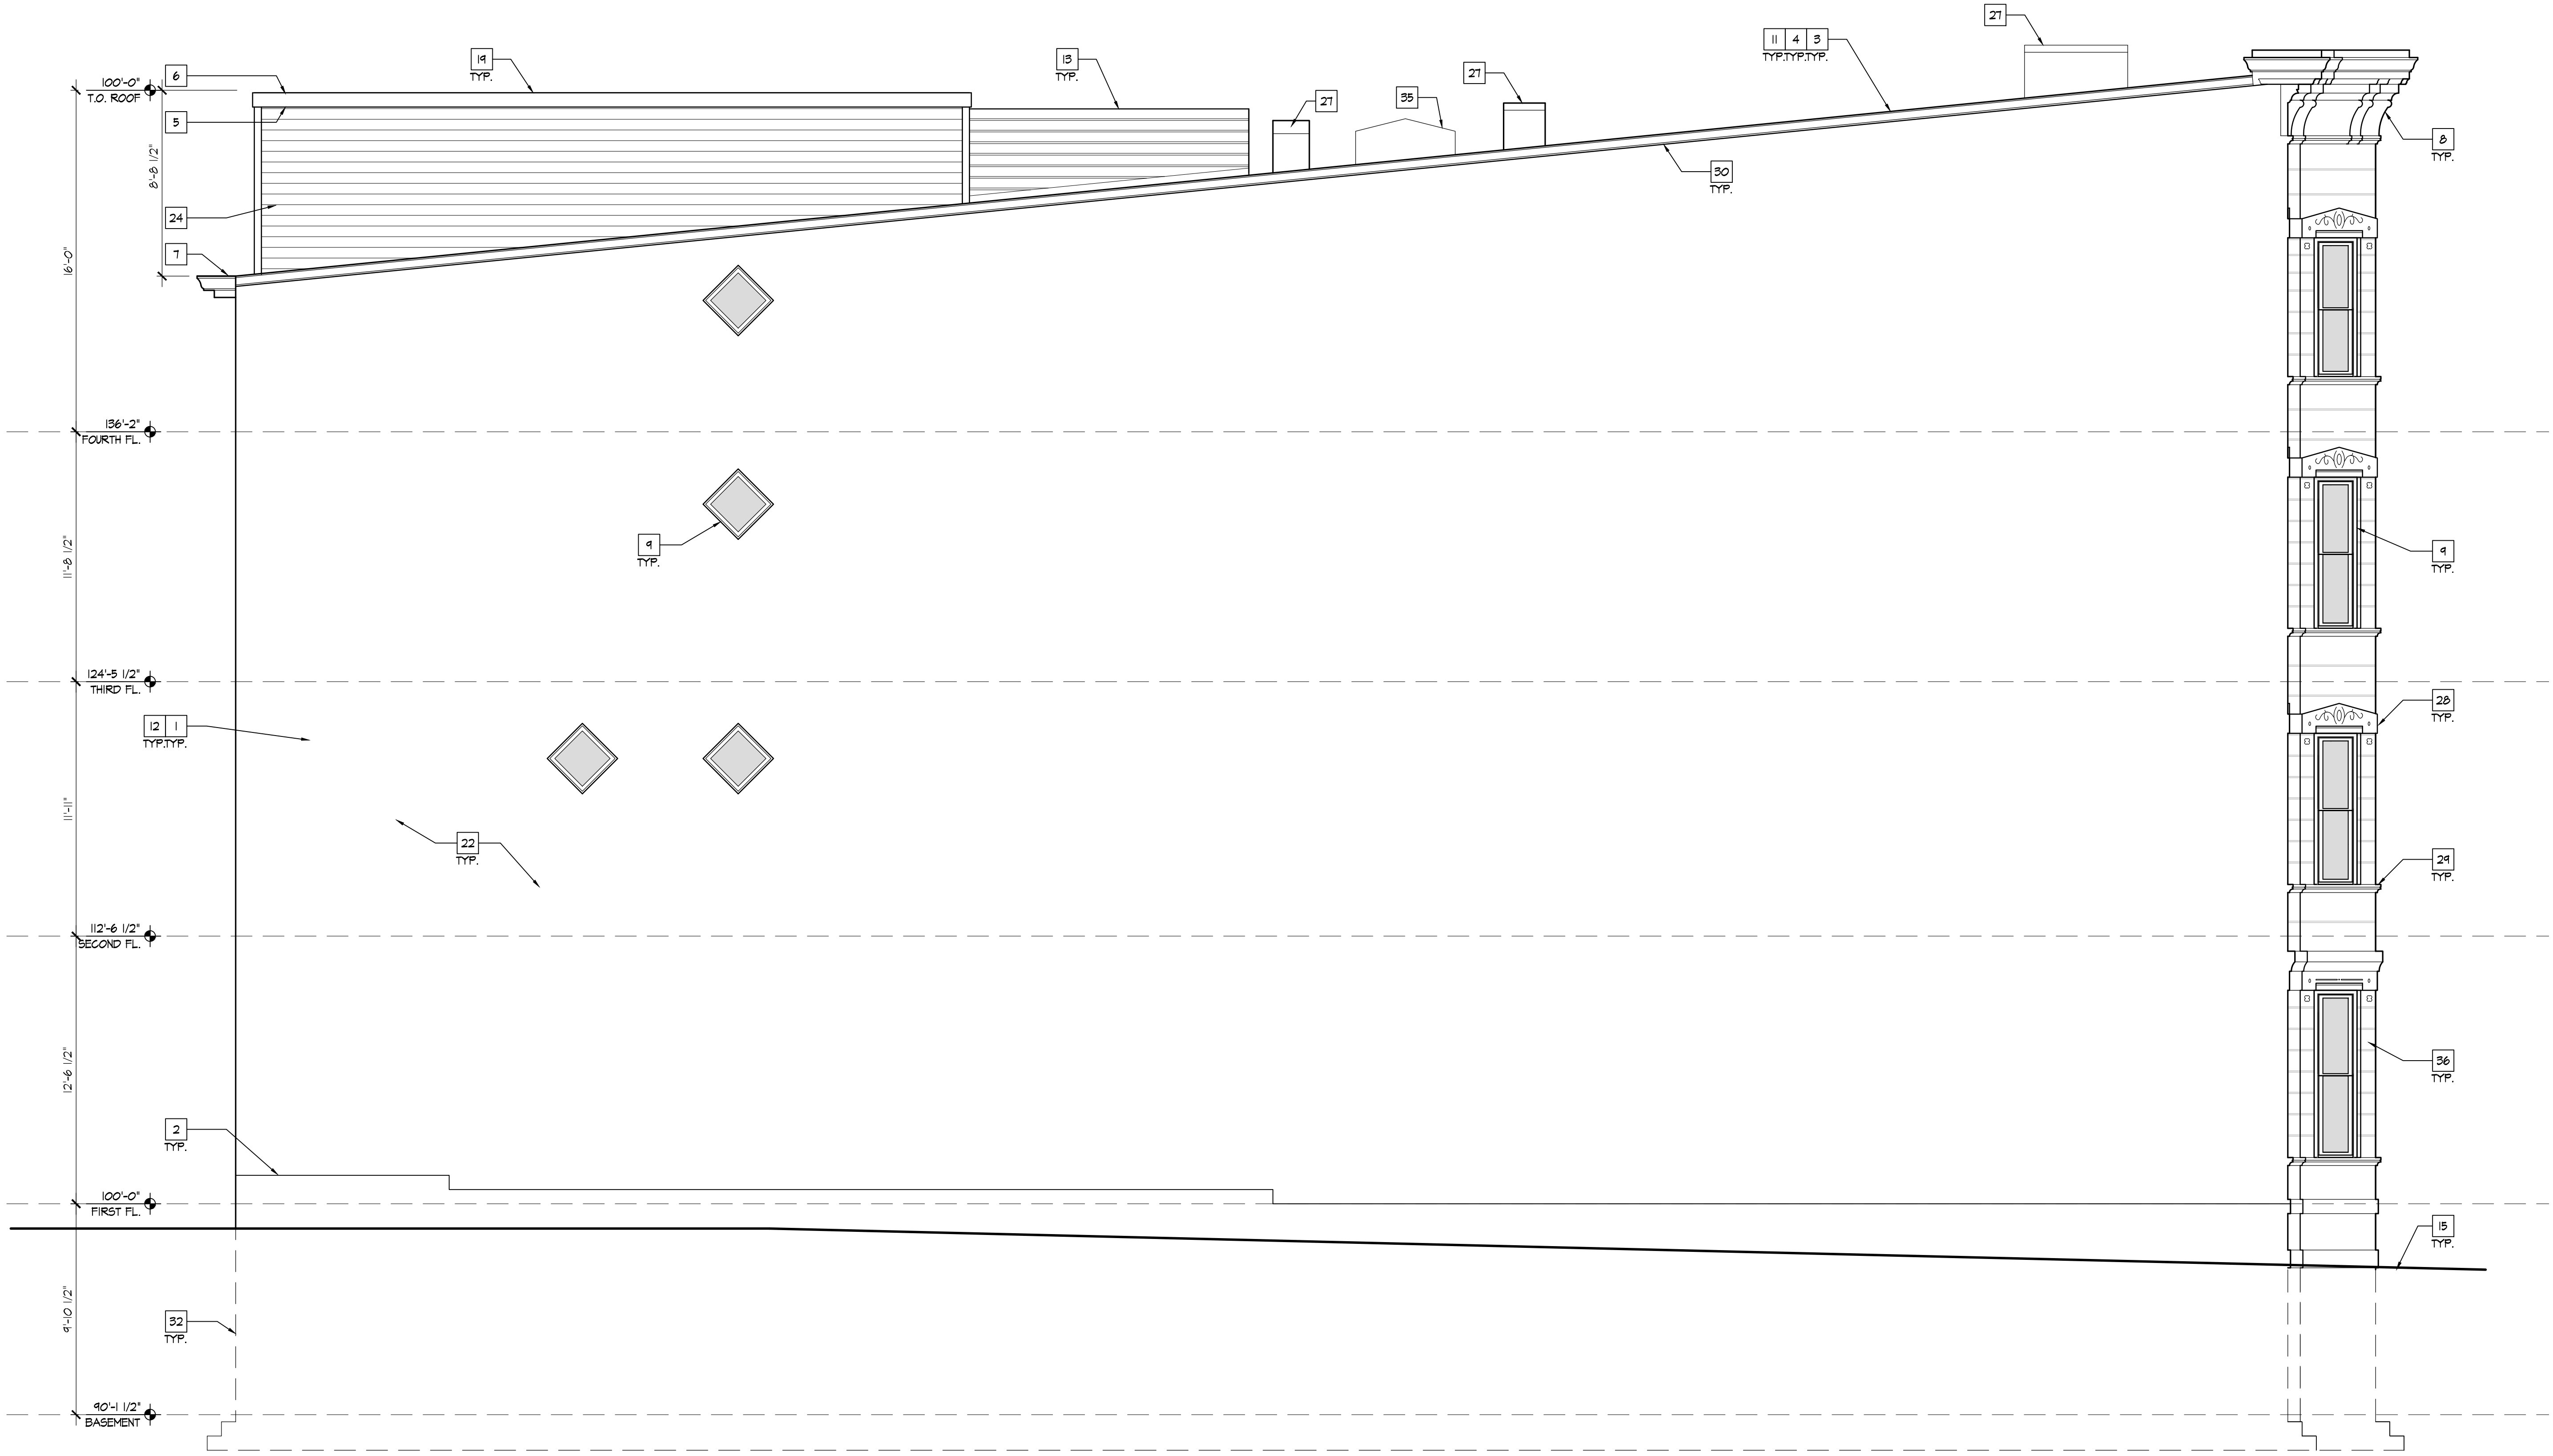 27
19
TYP.
13
TYP.
11 4 3
TYP.TYP.TYP.
6
100'-0"
T.O. ROOF
27
27
35
5
8
TYP.
8'-8 1/2"
30
TYP.
24
7
16'-0"
136'-2"
FOURTH FL.
9
TYP.
9
TYP.
11'-8 1/2"
124'-5 1/2"
THIRD FL.
28
TYP.
12 1
TYP.TYP.
11'-11"
22
TYP.
29
TYP.
112'-6 1/2"
SECOND FL.
12'-6 1/2"
36
TYP.
2
TYP.
100'-0"
FIRST FL.
15
TYP.
9'-10 1/2"
32
TYP.
90'-1 1/2"
BASEMENT